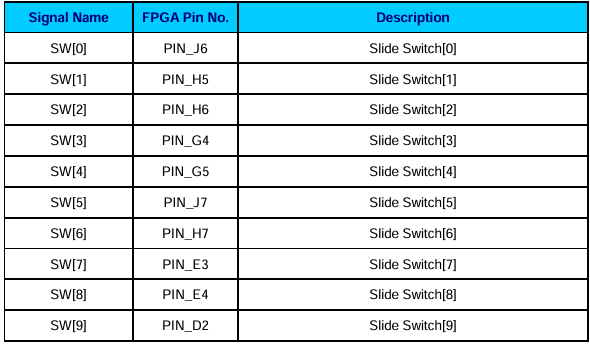 Signal Name FPGA Pin No. Description
SW[0] PIN_J6 Slide Switch[0]
SW[1] PIN_H5 Slide Switch[1]
SW[2] PIN_H6 Slide Switch[2]
SW[3] PIN_G4 Slide Switch[3]
SW[4] PIN_G5 Slide Switch[4]
SW[5] PIN_J7 Slide Switch[5]
SW[6] PIN_H7 Slide Switch[6]
SW[7] PIN_E3 Slide Switch[7]
SW[8] PIN_E4 Slide Switch[8]
SW[9] PIN_D2 Slide Switch[9]